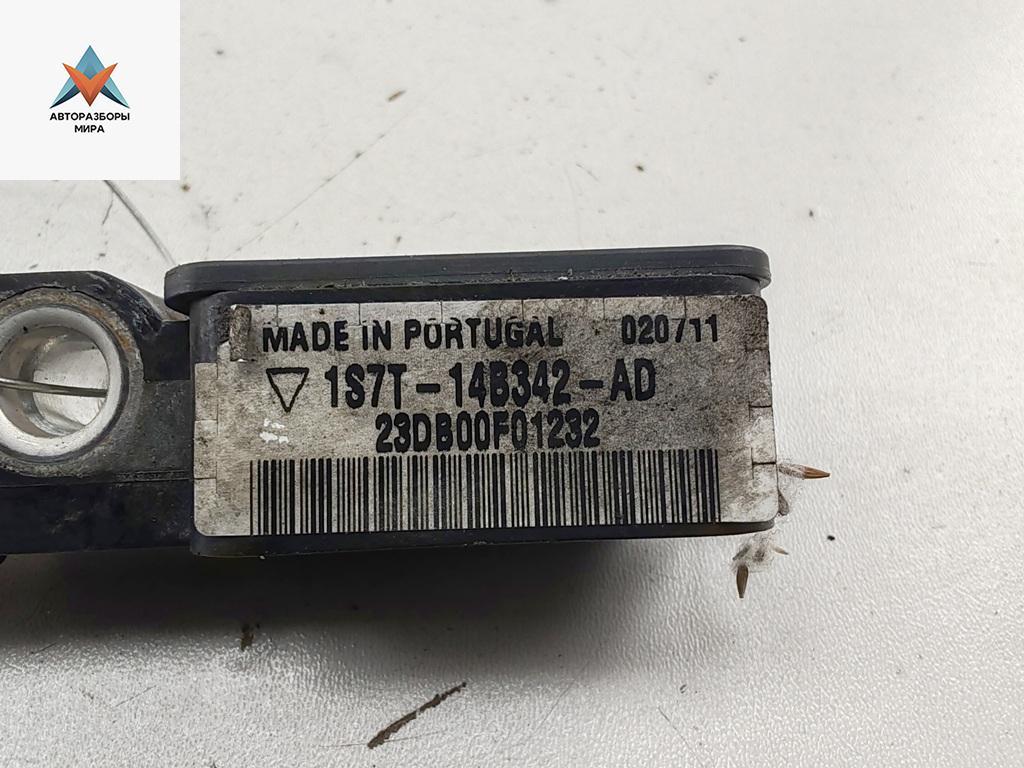 АВТОРАЗБОРЫ
МИРА
MADE IN PORTUGAL 020711
1S7T-14B342-AD
23DB00F01232